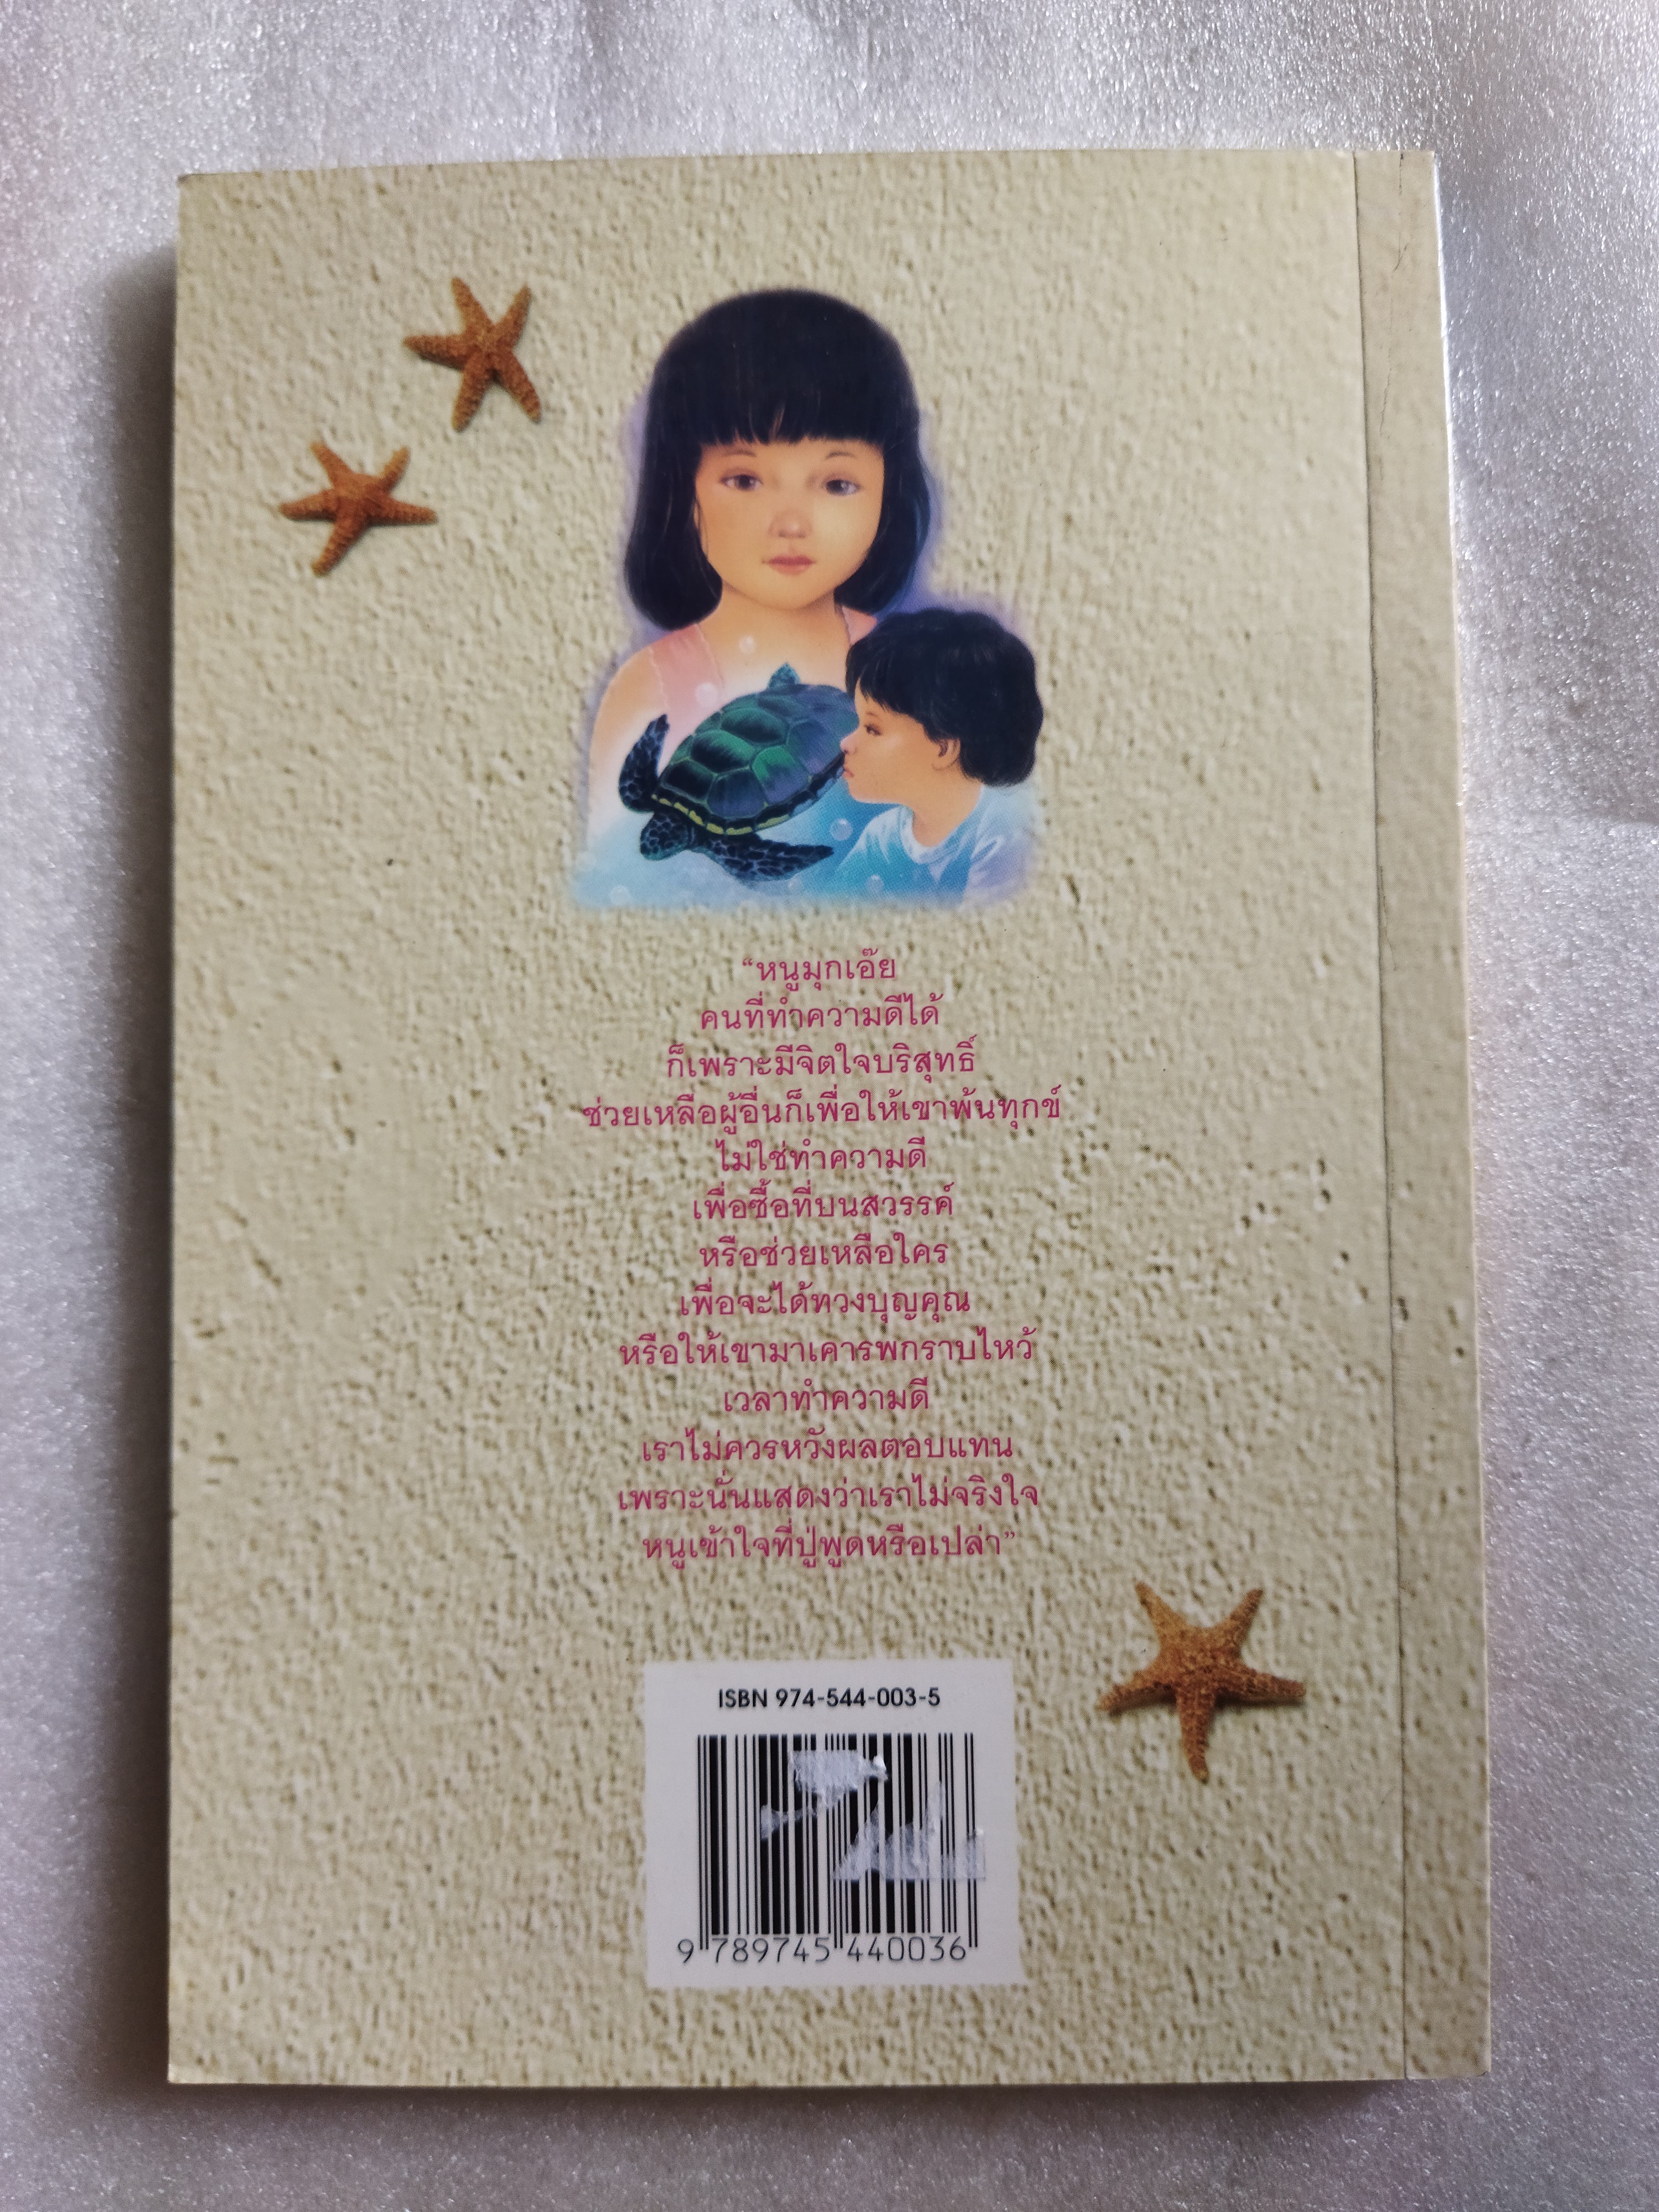 “หนูมุกเอ๊ย
คนที่ทำความดีได้
ก็เพราะมีจิตใจบริสุทธิ์
ช่วยเหลือผู้อื่นก็เพื่อให้เขาพ้นทุกข์
ไม่ใช่ทำความดี
เพื่อซื้อที่บนสวรรค์
หรือช่วยเหลือใคร
เพื่อจะได้ทวงบุญคุณ
หรือให้เขามาเคารพกราบไหว้
เวลาทำความดี
เราไม่ควรหวังผลตอบแทน
เพราะนั่นแสดงว่าเราไม่จริงใจ
หนูเข้าใจที่ปู่พูดหรือเปล่า”
ISBN 974-544-003-5
9 789745 440036